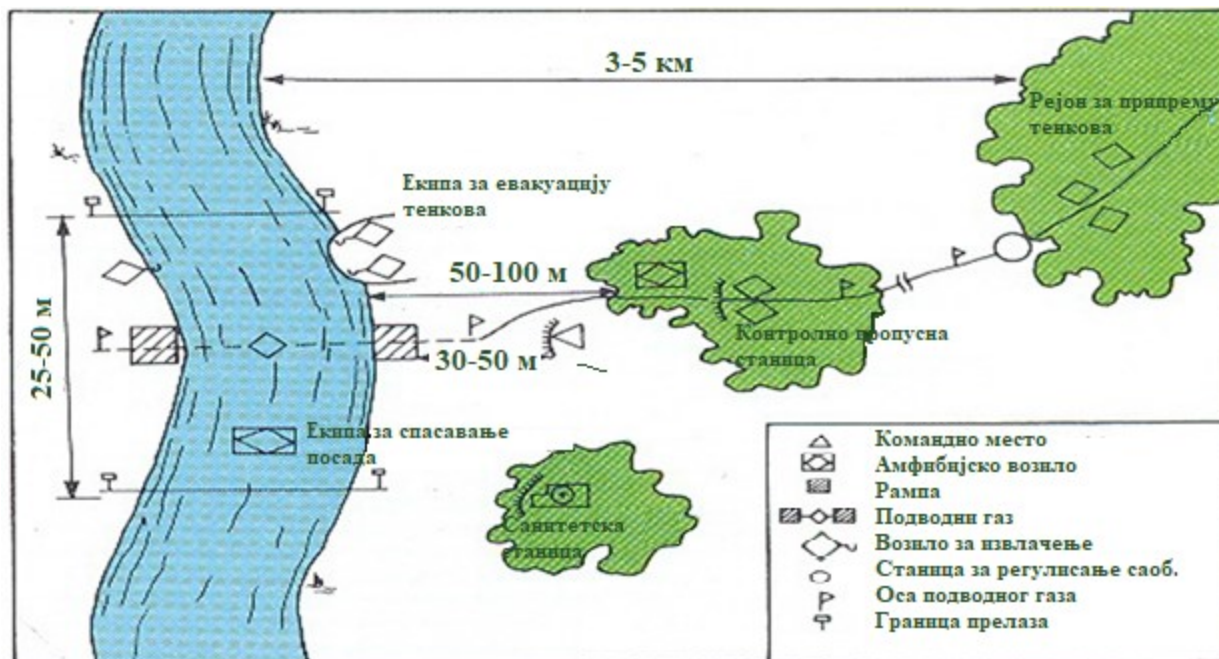 3-5 км
Рејон за припрему
тенкова
Екипа за евакуацију
тенкова
50-100 м
25-50 м
Контролно пропусна
станица
30-50 м
Екипа за спасавање
посада
Санитетска
станица
Командно место
Амфибијско возило
Рампа
Подводни газ
Возило за извлачење
Станица за регулисање саоб.
Оса подводног газа
Граница прелаза